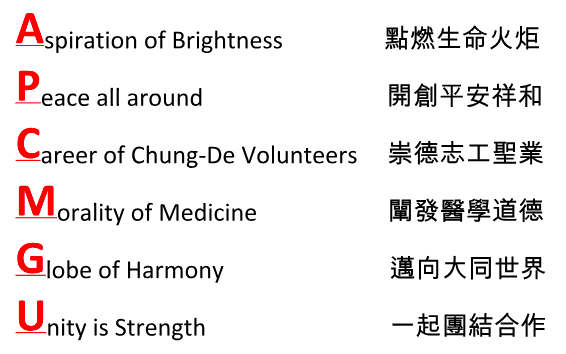 Aspiration of Brightness 點燃生命火炬
Peace all around 開創平安祥和
Career of Chung-De Volunteers 崇德志工聖業
Morality of Medicine 闡發醫學道德
Globe of Harmony 邁向大同世界
Unity is Strength 一起團結合作